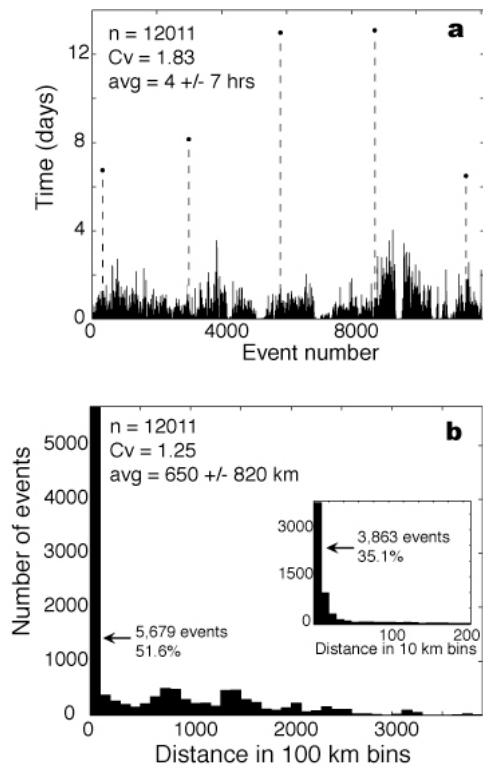 a
n = 12011
Cv = 1.83
avg = 4 +/- 7 hrs
Time (days)
12
8
4
0
0 4000 8000
Event number
b
n = 12011
Cv = 1.25
avg = 650 +/- 820 km
Number of events
5000
4000
3000
2000
1000
0
5,679 events
51.6%
3000
1500
0
3,863 events
35.1%
100 200
Distance in 10 km bins
0 1000 2000 3000
Distance in 100 km bins